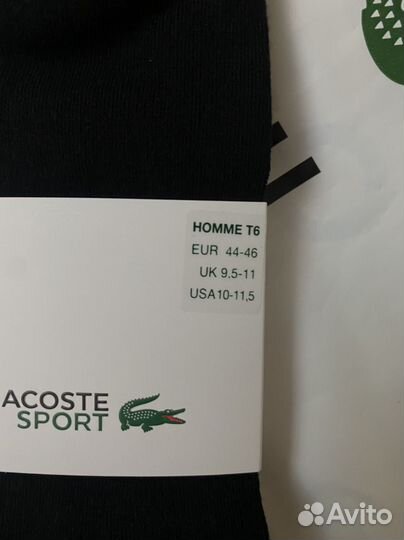 HOMME T6
EUR 44-46
UK 9.5-11
USA10-11,5
ACOSTE
SPORT
Avito